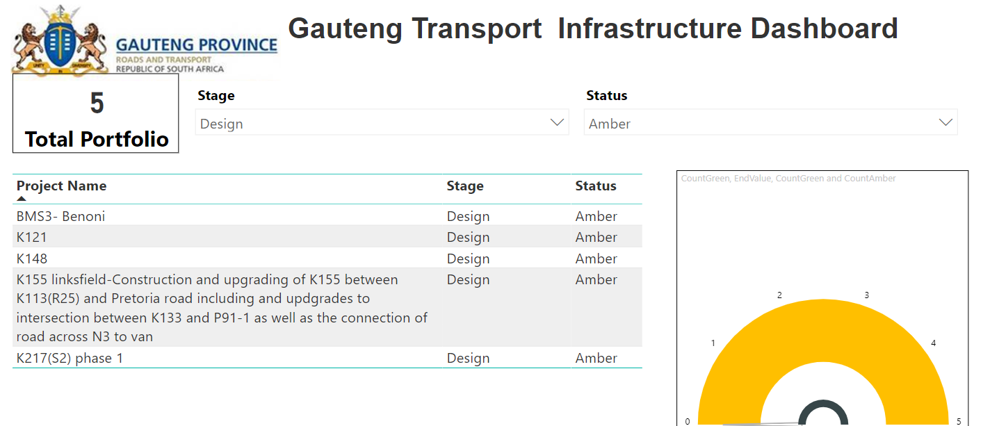 Gauteng Transport Infrastructure Dashboard
GAUTENG PROVINCE
ROADS AND TRANSPORT
REPUBLIC OF SOUTH AFRICA
UNITY IN DIVERSITY
5
Total Portfolio
Stage
Design
Status
Amber
Project Name Stage Status
BMS3- Benoni Design Amber
K121 Design Amber
K148 Design Amber
K155 linksfield-Construction and upgrading of K155 between Design Amber
K113(R25) and Pretoria road including and updgrades to
intersection between K133 and P91-1 as well as the connection of
road across N3 to van
K217(S2) phase 1 Design Amber
CountGreen, EndValue, CountGreen and CountAmber
2 3
1 4
0 5